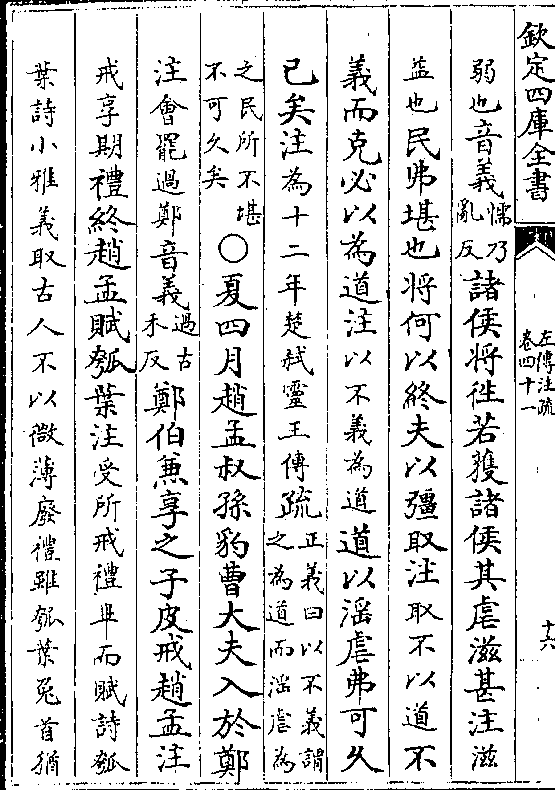 欽定四庫全書
左傳注疏
卷四十一
十六
弱也音義懦乃亂反諸侯將往若獲諸侯其虐滋甚注滋
益也民弗堪也將何以終夫以彊取注取不以道不
義而克必以為道注以不義為道道以淫虐弗可久
已矣注為十二年楚弑靈王傳疏正義曰以不義謂之為道而淫虐為
之民所不堪不可久矣○夏四月趙孟叔孫豹曹大夫入於鄭
注會罷過鄭音義過古禾反鄭伯兼享之子皮戒趙孟注
戒享期禮終趙孟賦瓠葉注受所戒禮畢而賦詩瓠
葉詩小雅義取古人不以微薄廢禮雖瓠葉兔首猶